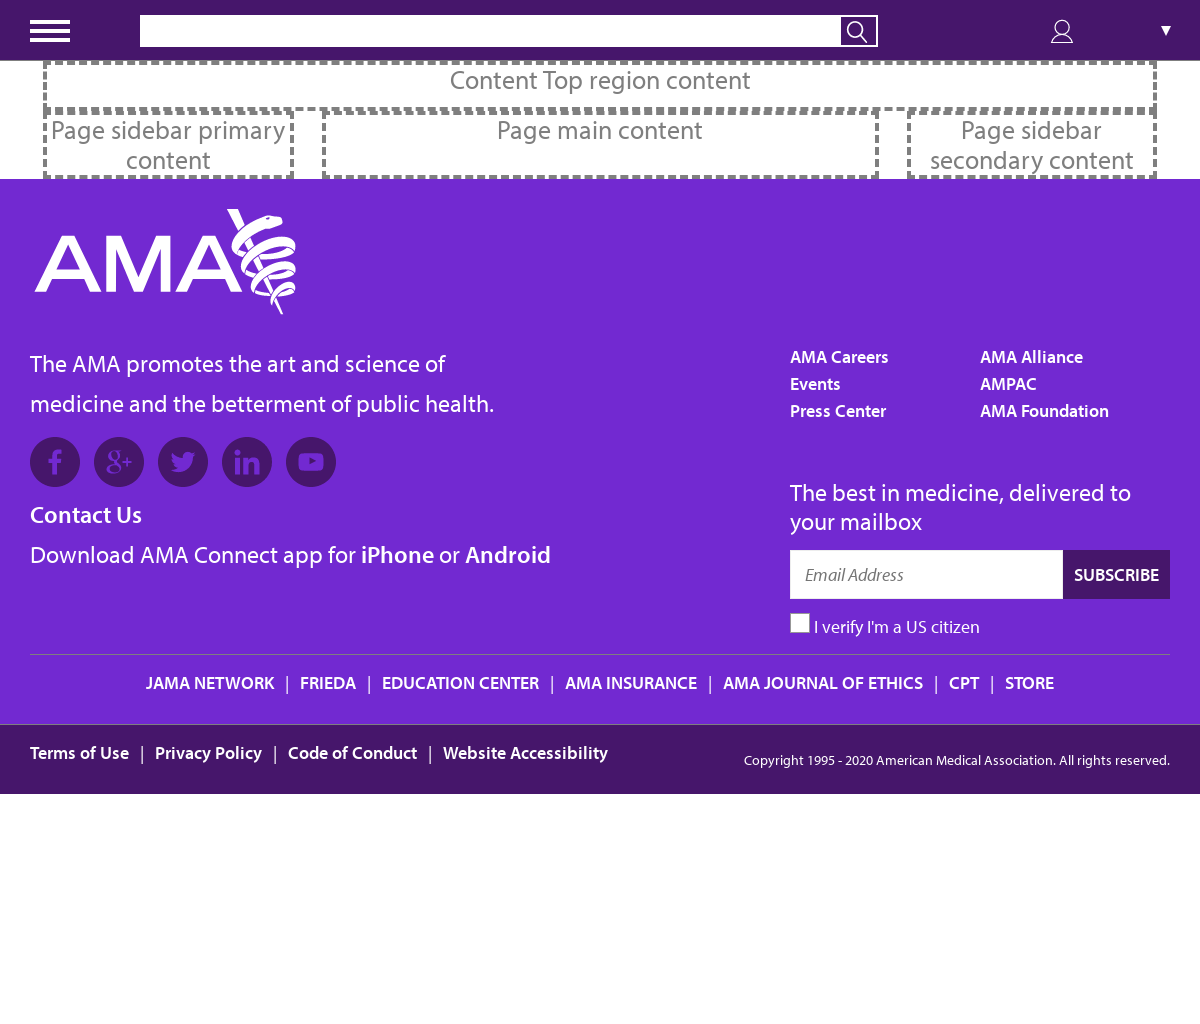 ▼
Content Top region content
Page sidebar primary
content
Page main content
Page sidebar
secondary content
AMA
The AMA promotes the art and science of
medicine and the betterment of public health.
Contact Us
Download AMA Connect app for iPhone or Android
AMA Careers
Events
Press Center
AMA Alliance
AMPAC
AMA Foundation
The best in medicine, delivered to
your mailbox
Email Address
SUBSCRIBE
I verify I'm a US citizen
JAMA NETWORK | FRIEDA | EDUCATION CENTER | AMA INSURANCE | AMA JOURNAL OF ETHICS | CPT | STORE
Terms of Use | Privacy Policy | Code of Conduct | Website Accessibility
Copyright 1995 - 2020 American Medical Association. All rights reserved.